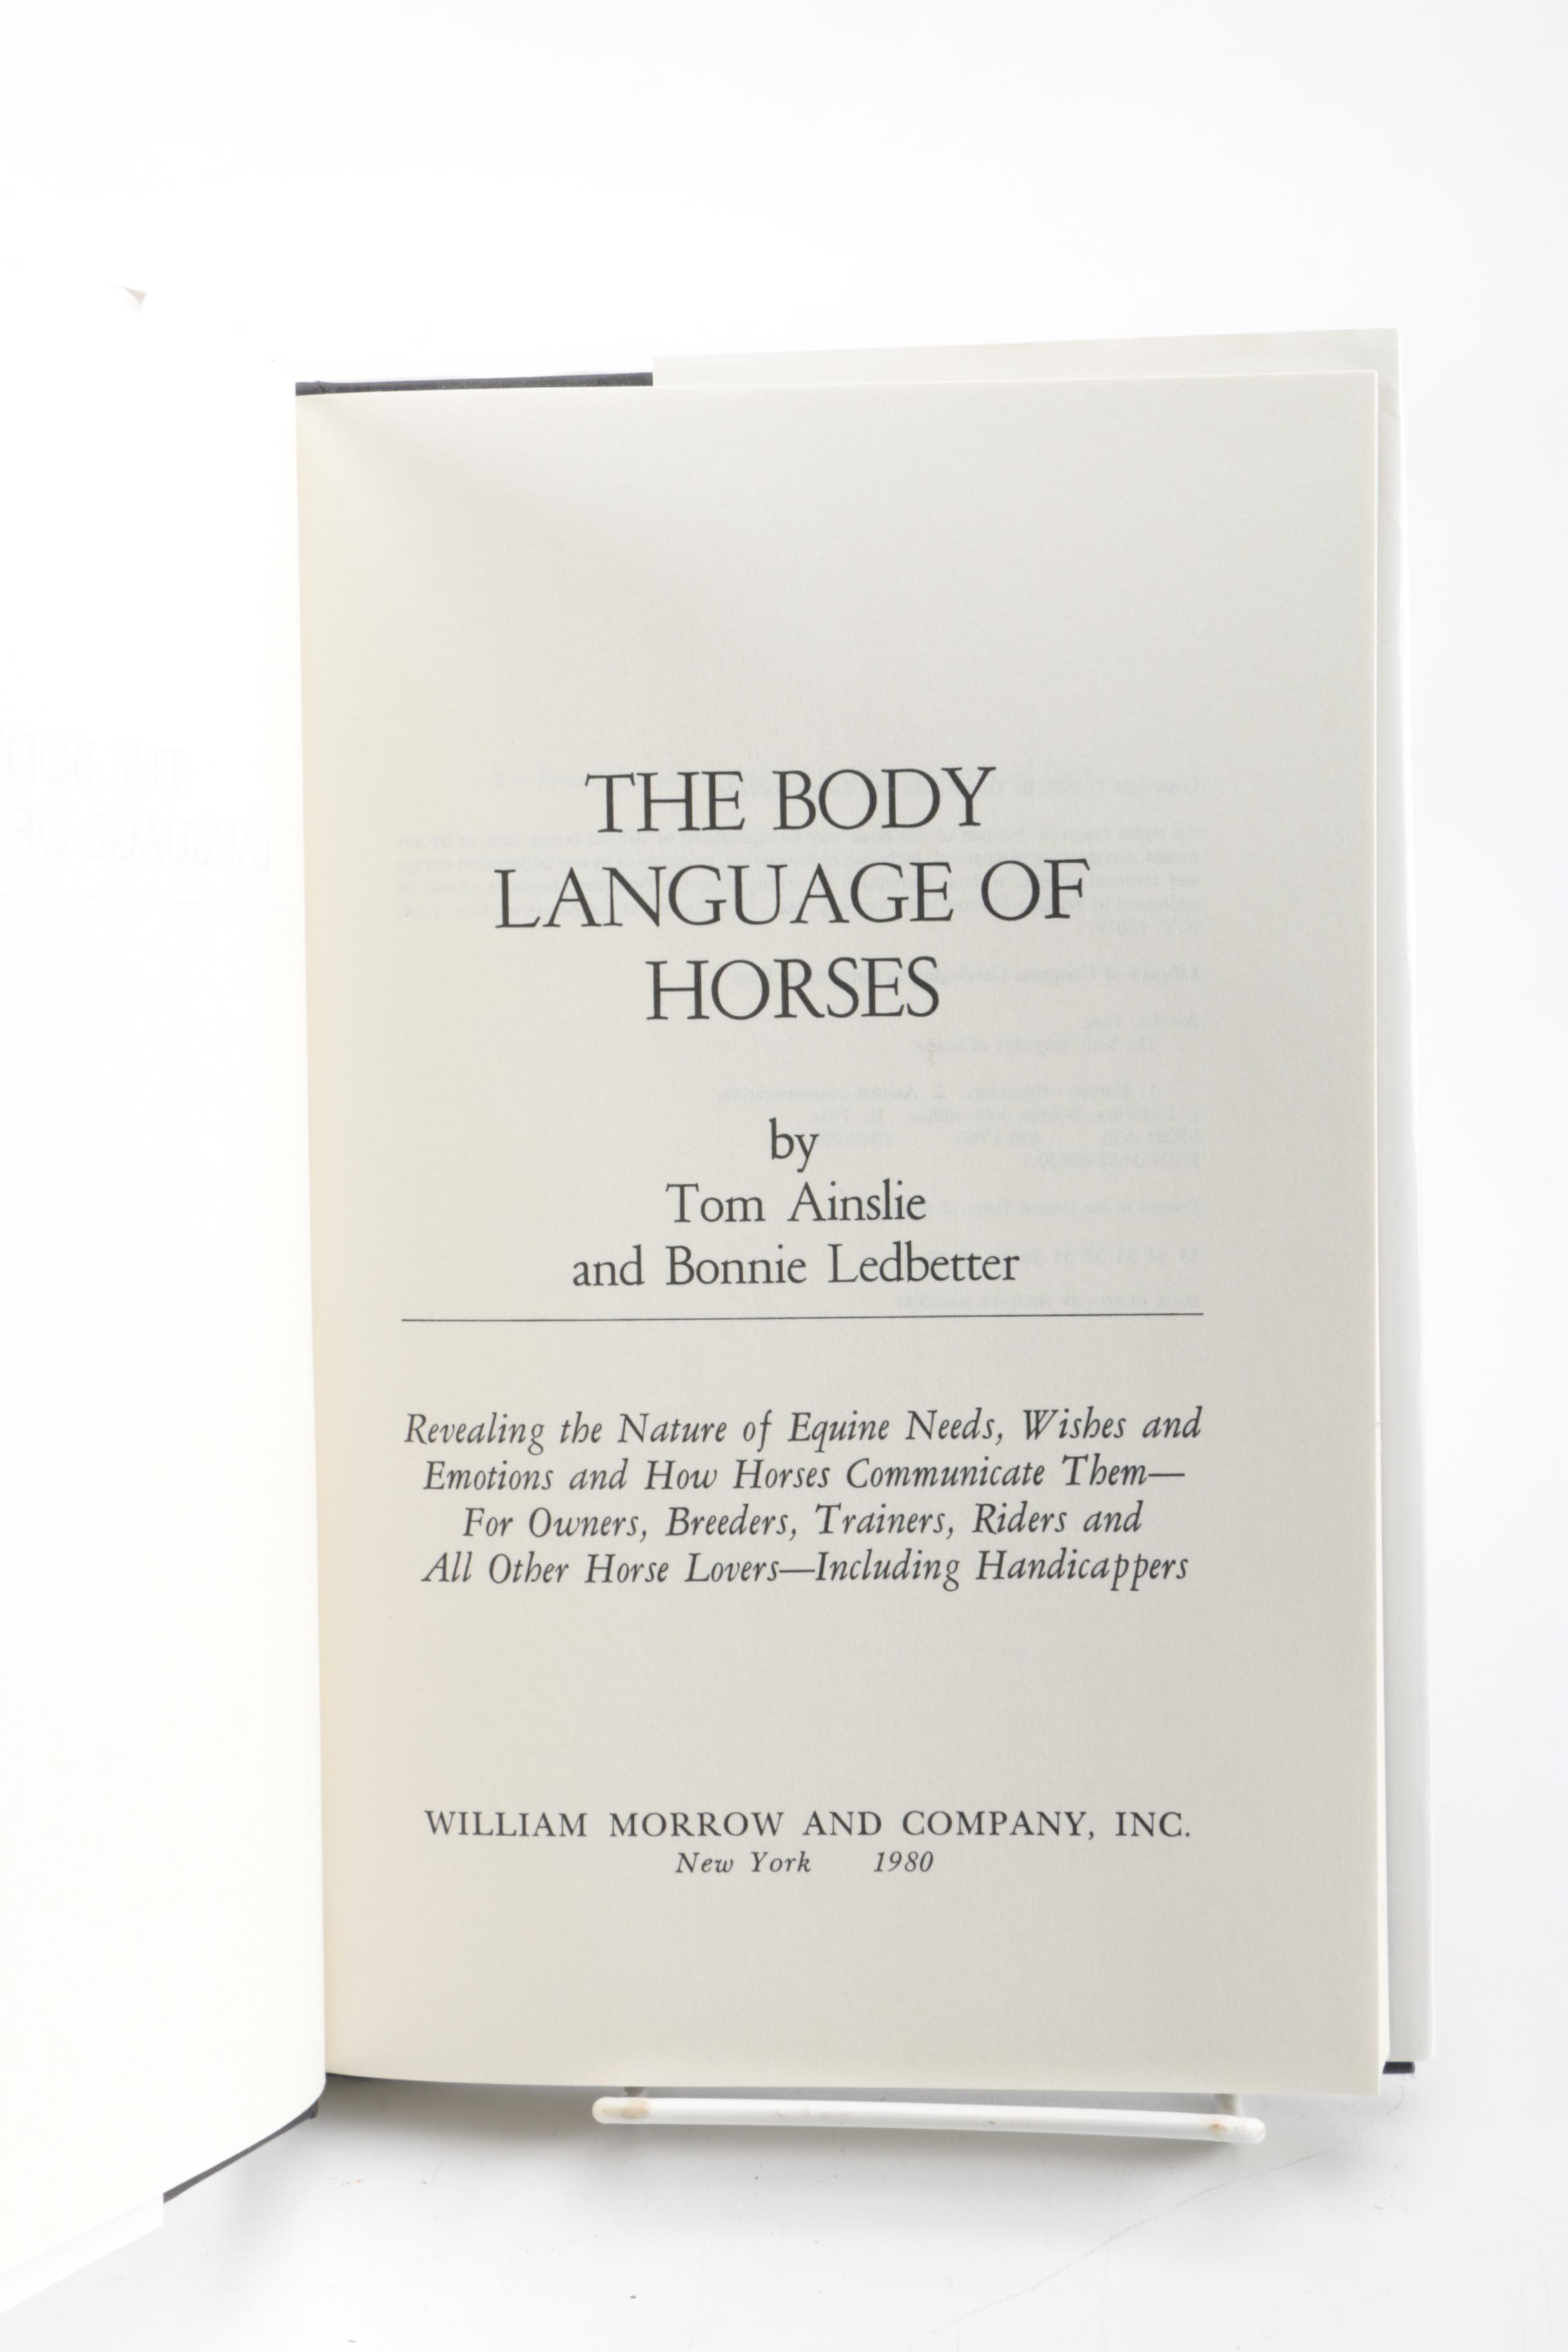 THE BODY
LANGUAGE OF
HORSES
by
Tom Ainslie
and Bonnie Ledbetter
Revealing the Nature of Equine Needs, Wishes and
Emotions and How Horses Communicate Them—
For Owners, Breeders, Trainers, Riders and
All Other Horse Lovers—Including Handicappers
WILLIAM MORROW AND COMPANY, INC.
New York 1980